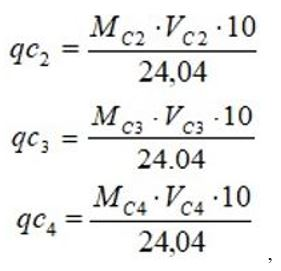 qc₂ = M_C2 · V_C2 · 10 / 24,04
qc₃ = M_C3 · V_C3 · 10 / 24.04
qc₄ = M_C4 · V_C4 · 10 / 24,04 ,